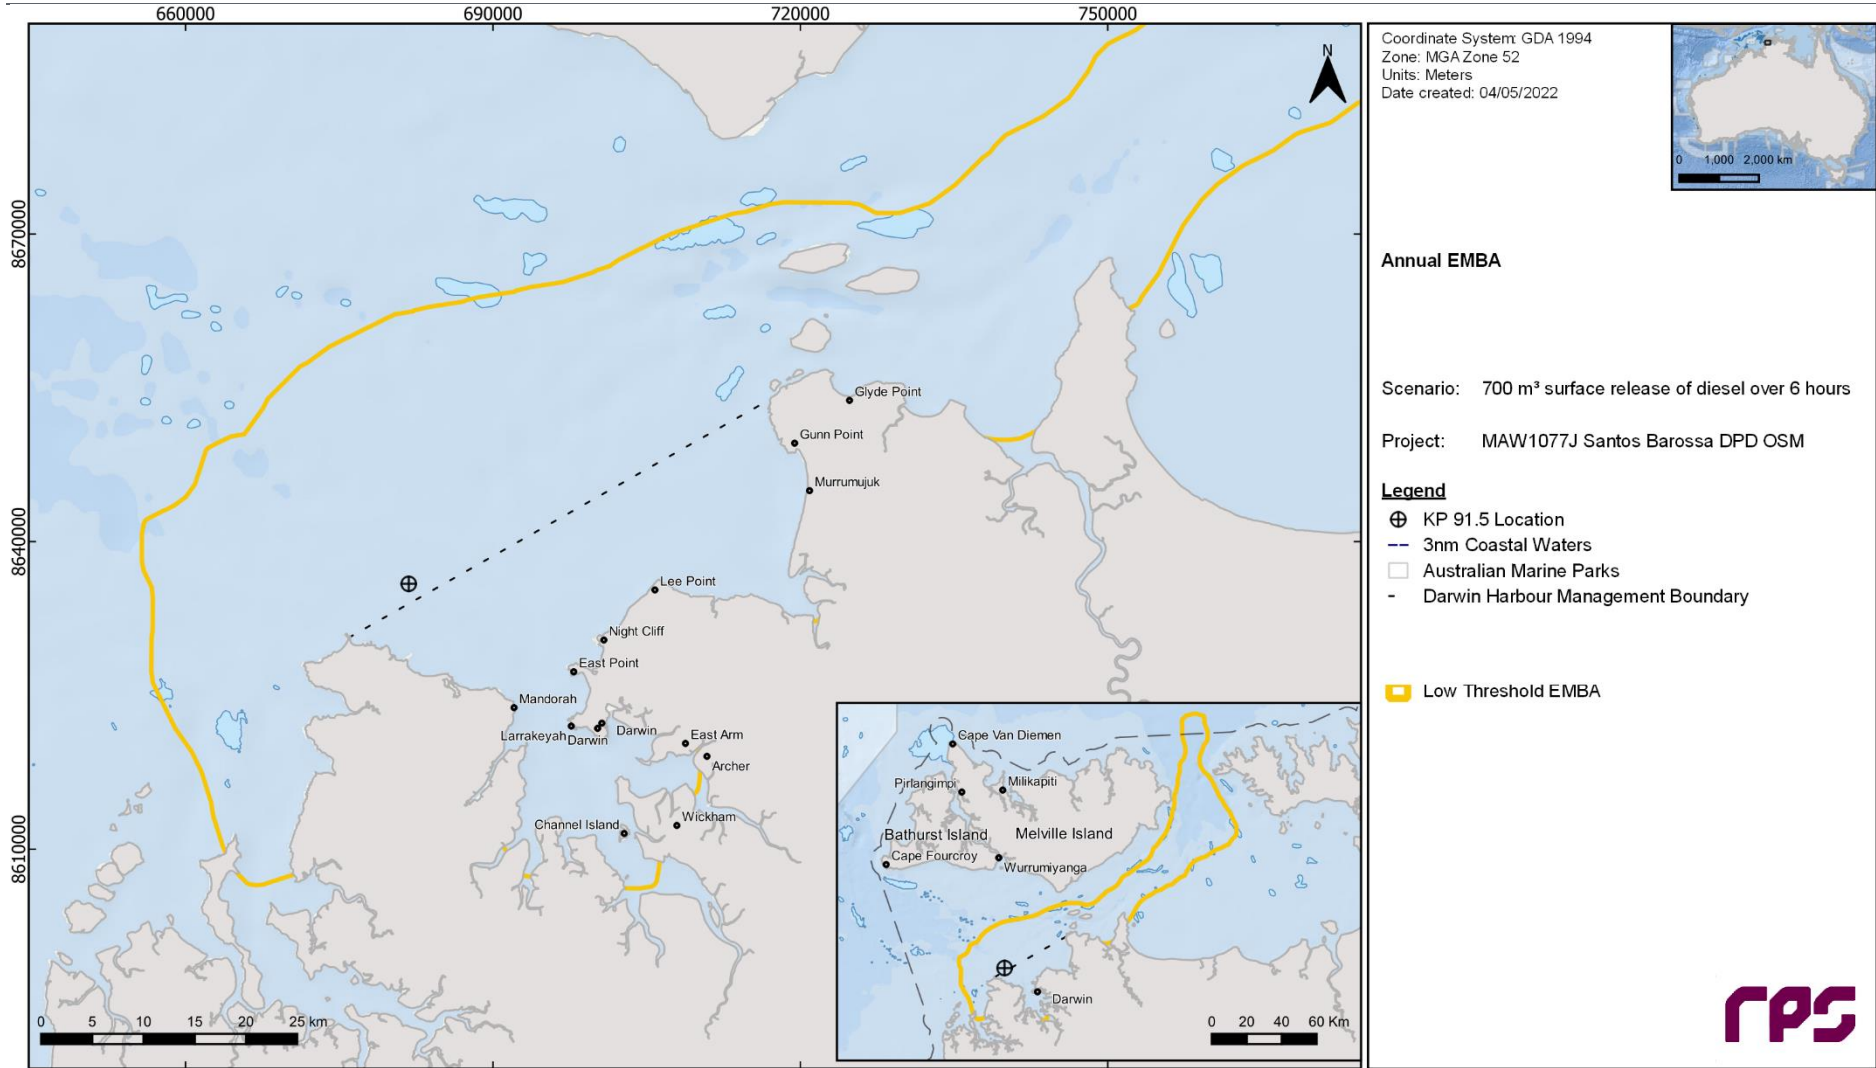 660000
690000
720000
750000
8670000
8640000
8610000
N
Glyde Point
Gunn Point
Murrumujuk
Lee Point
Night Cliff
East Point
Mandorah
Larrakeyah
Darwin
Darwin
East Arm
Archer
Channel Island
Wickham
0 5 10 15 20 25 km
Cape Van Diemen
Pirlangimpi
Milikapiti
Bathurst Island
Melville Island
Cape Fourcroy
Wurrumiyanga
Darwin
0 20 40 60 Km
Coordinate System: GDA 1994
Zone: MGA Zone 52
Units: Meters
Date created: 04/05/2022
0 1,000 2,000 km
Annual EMBA
Scenario: 700 m³ surface release of diesel over 6 hours
Project: MAW1077J Santos Barossa DPD OSM
Legend
KP 91.5 Location
3nm Coastal Waters
Australian Marine Parks
Darwin Harbour Management Boundary
Low Threshold EMBA
rps